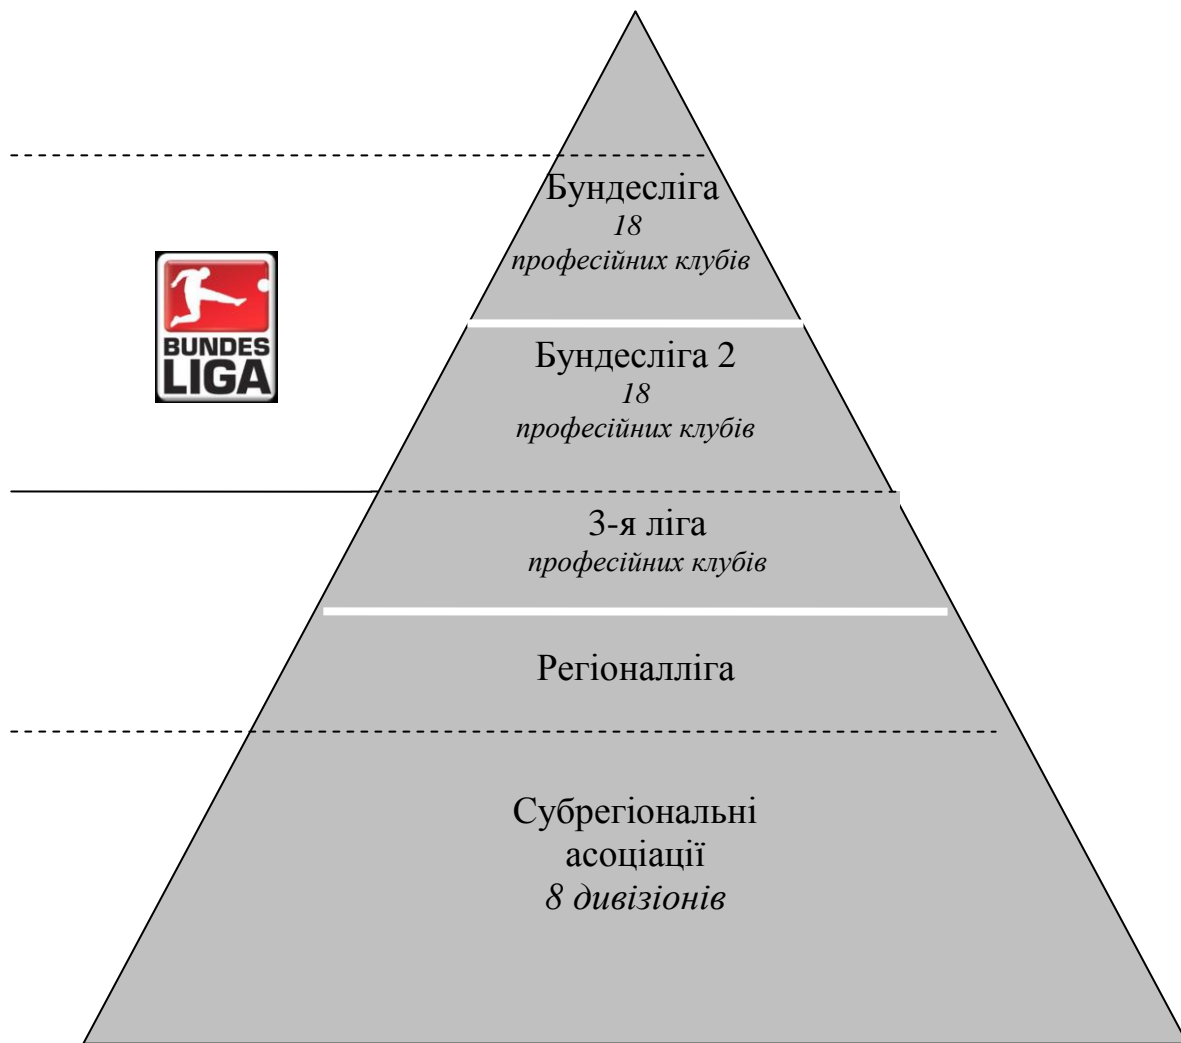 Бундесліга
18
професійних клубів
BUNDES
LIGA
Бундесліга 2
18
професійних клубів
3-я ліга
професійних клубів
Регіоналліга
Субрегіональні
асоціації
8 дивізіонів